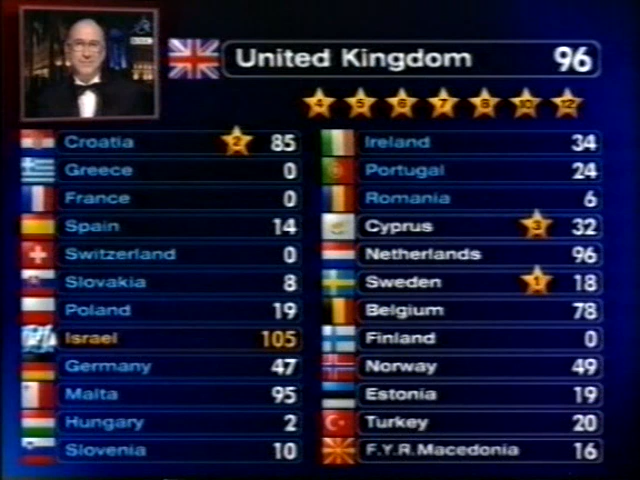 United Kingdom 96
4 5 6 7 8 10 12
Croatia 2 85
Greece 0
France 0
Spain 14
Switzerland 0
Slovakia 8
Poland 19
Israel 105
Germany 47
Malta 95
Hungary 2
Slovenia 10
Ireland 34
Portugal 24
Romania 6
Cyprus 3 32
Netherlands 96
Sweden 1 18
Belgium 78
Finland 0
Norway 49
Estonia 19
Turkey 20
F.Y.R.Macedonia 16